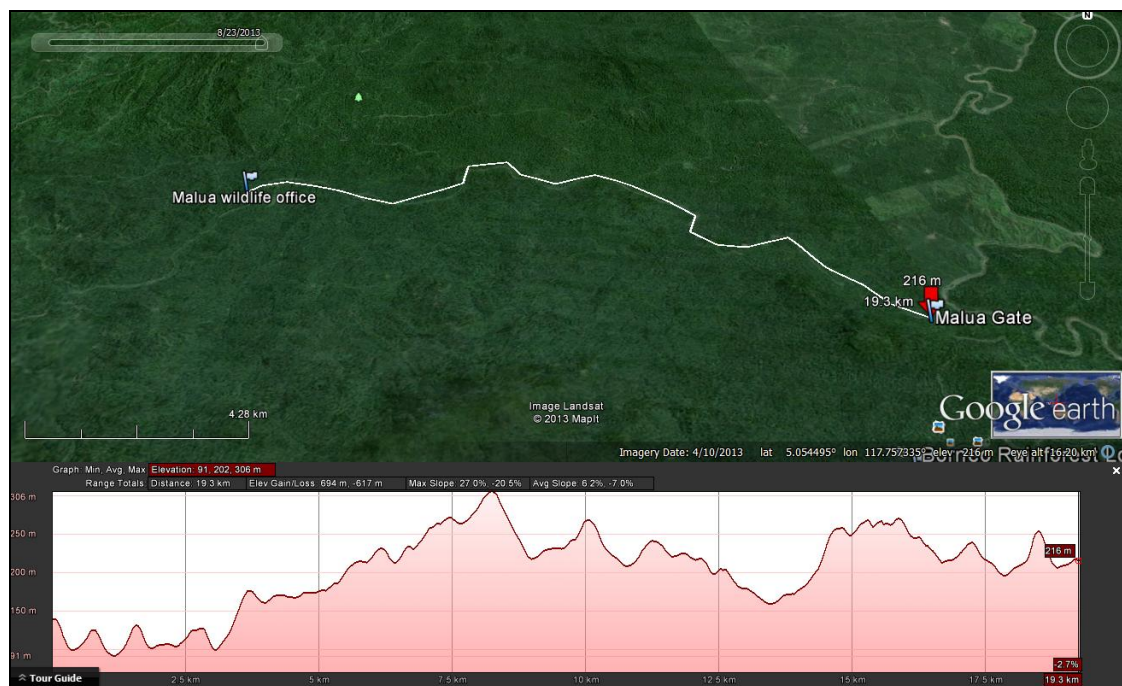 8/23/2013
N
Malua wildlife office
216 m
19.3 km
Malua Gate
4.28 km
Image Landsat
© 2013 MapIt
Google earth
Imagery Date: 4/10/2013 lat 5.054495° lon 117.757335° elev 216 m eye alt 16.20 km
Borneo Rainforest Lo
Graph: Min, Avg, Max Elevation: 91, 202, 306 m
Range Totals: Distance: 19.3 km Elev Gain/Loss: 694 m, -617 m Max Slope: 27.0%, -20.5% Avg Slope: 6.2%, -7.0%
306 m
250 m
216 m
200 m
150 m
91 m
-2.7%
Tour Guide
2.5 km 5 km 7.5 km 10 km 12.5 km 15 km 17.5 km 19.3 km